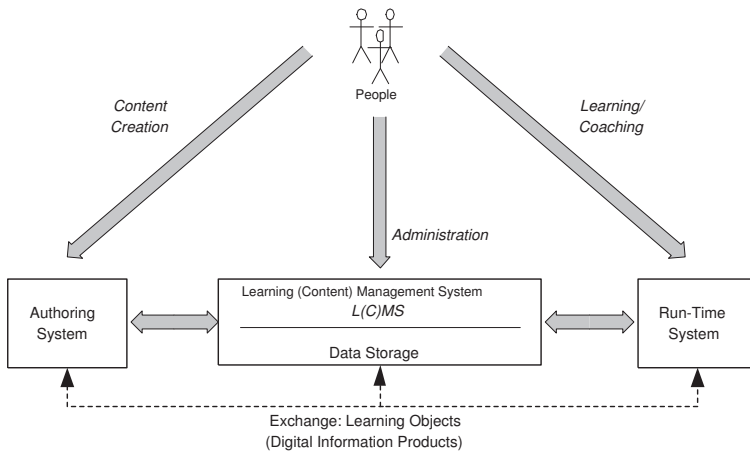 People
Content
Creation
Learning/
Coaching
Administration
Authoring
System
Learning (Content) Management System
L(C)MS
Data Storage
Run-Time
System
Exchange: Learning Objects
(Digital Information Products)